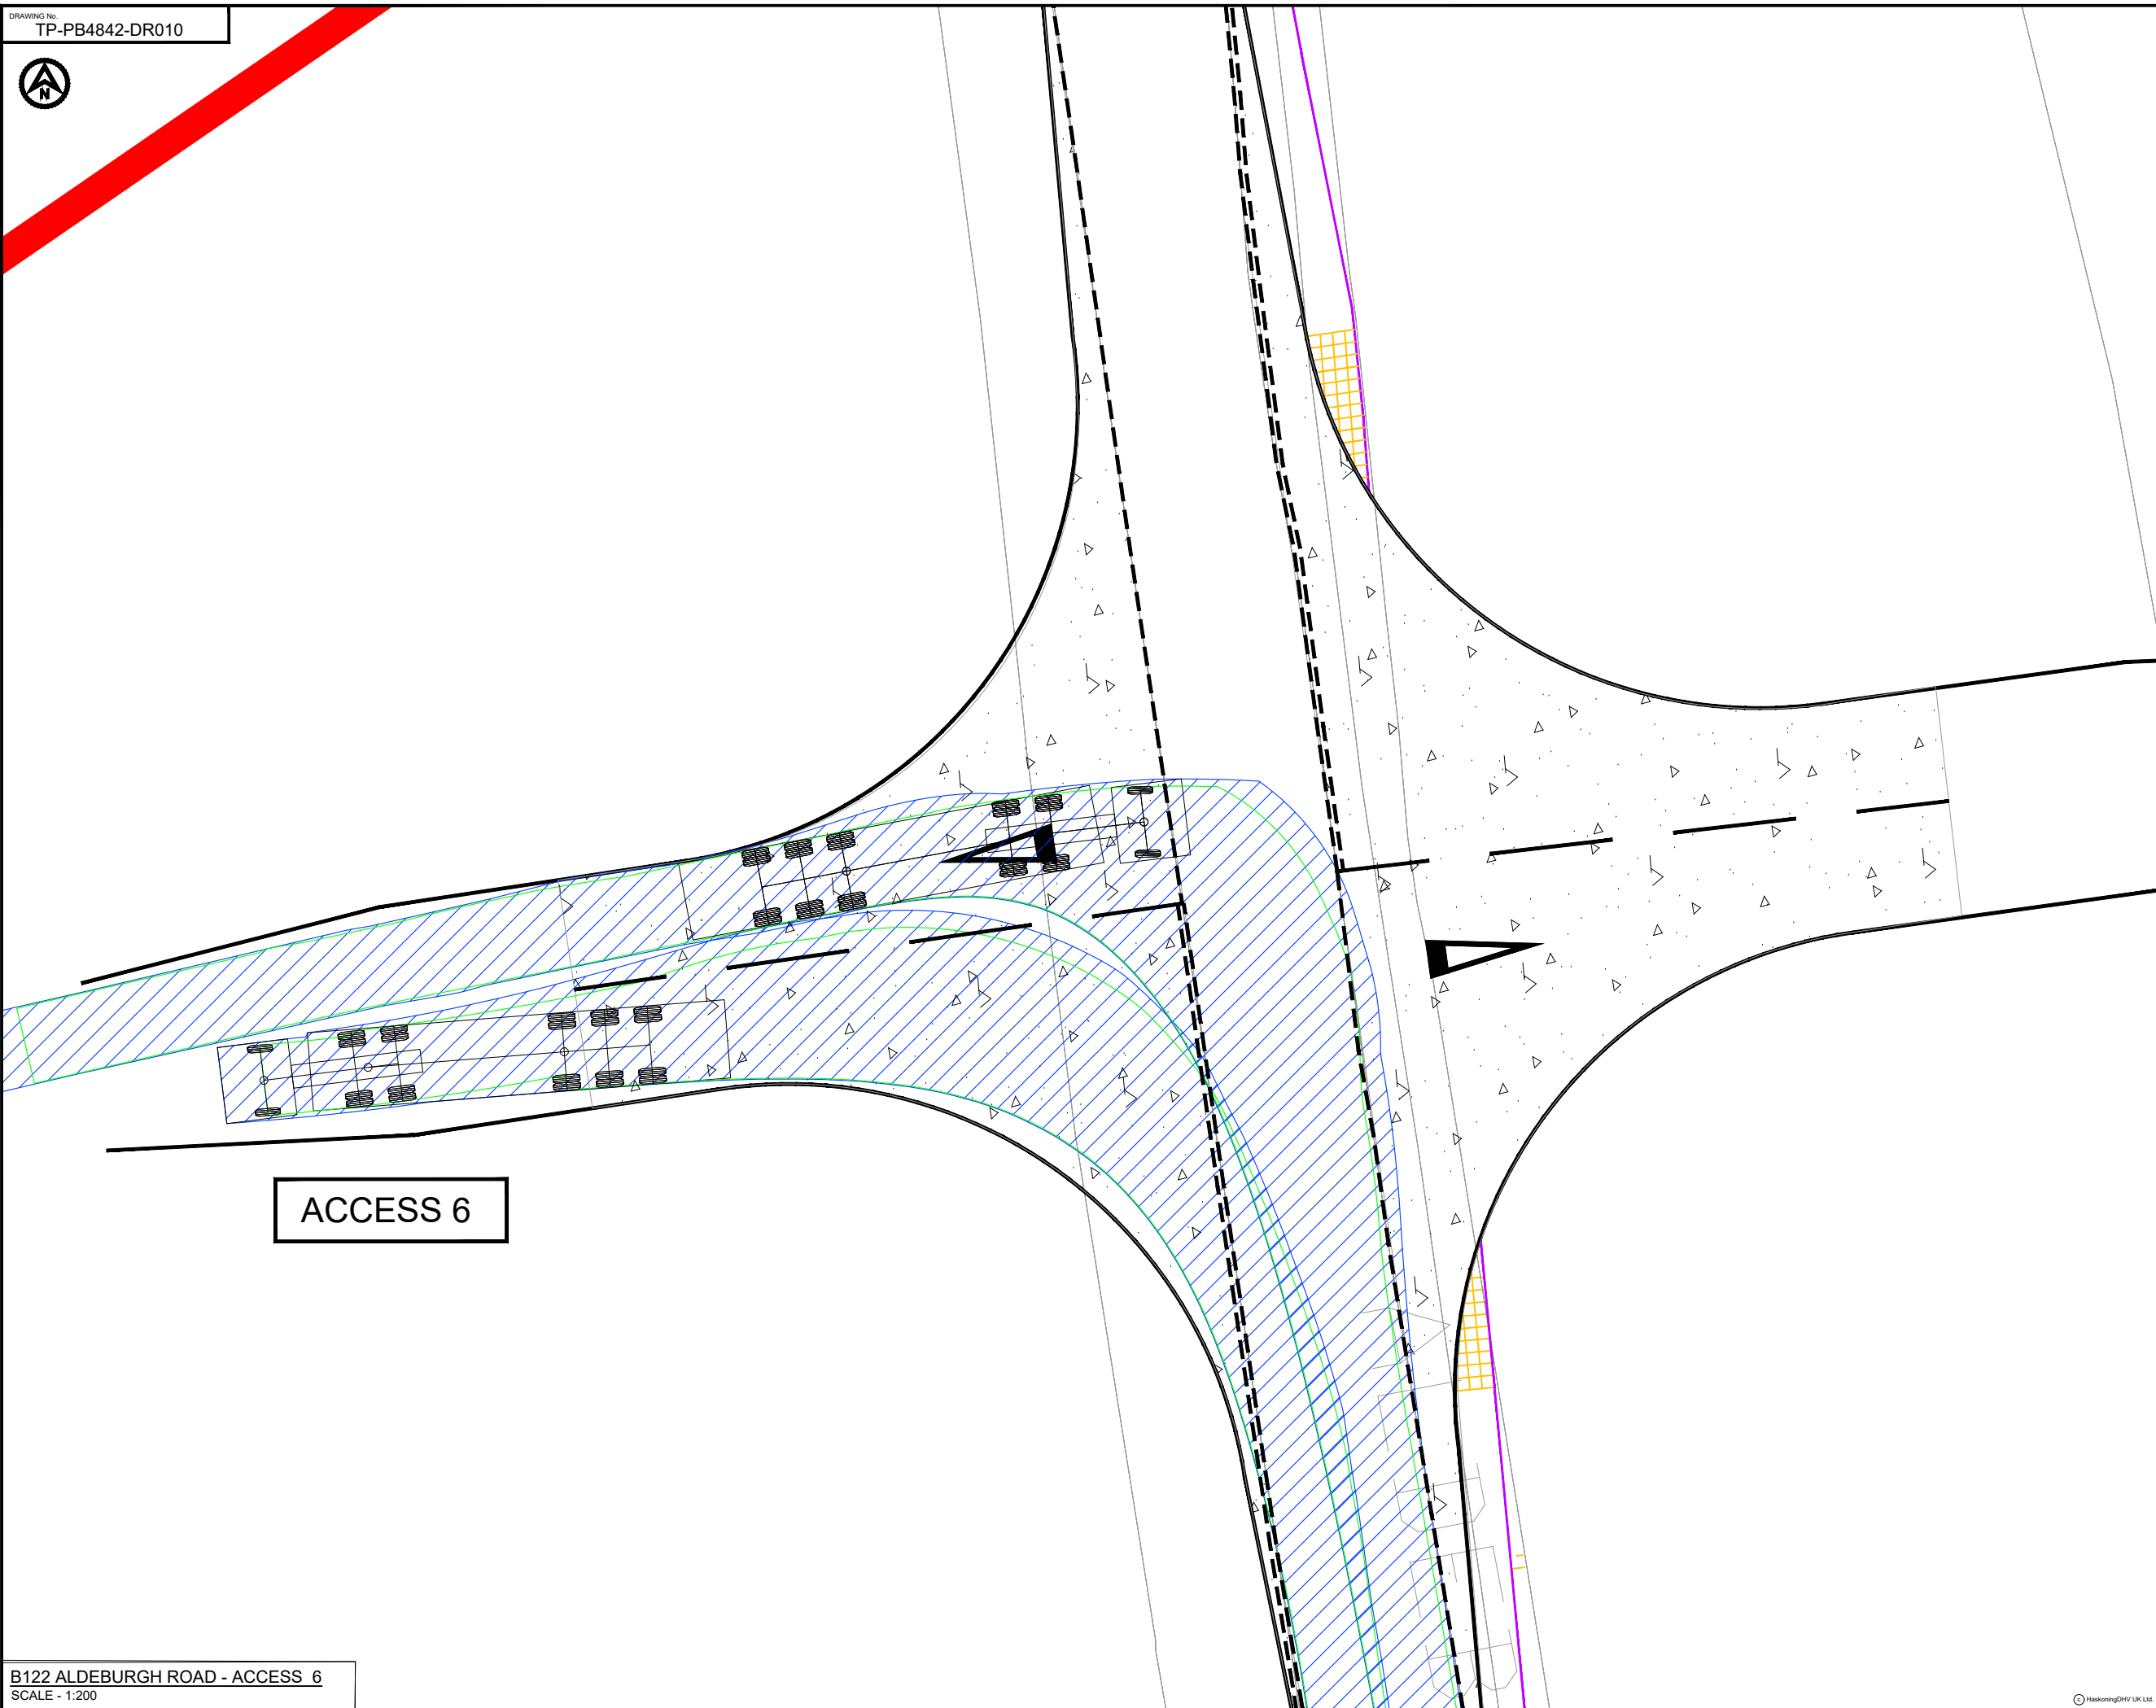 DRAWING No.
TP-PB4842-DR010
N
ACCESS 6
B122 ALDEBURGH ROAD - ACCESS 6
SCALE - 1:200
© HaskoningDHV UK Ltd.